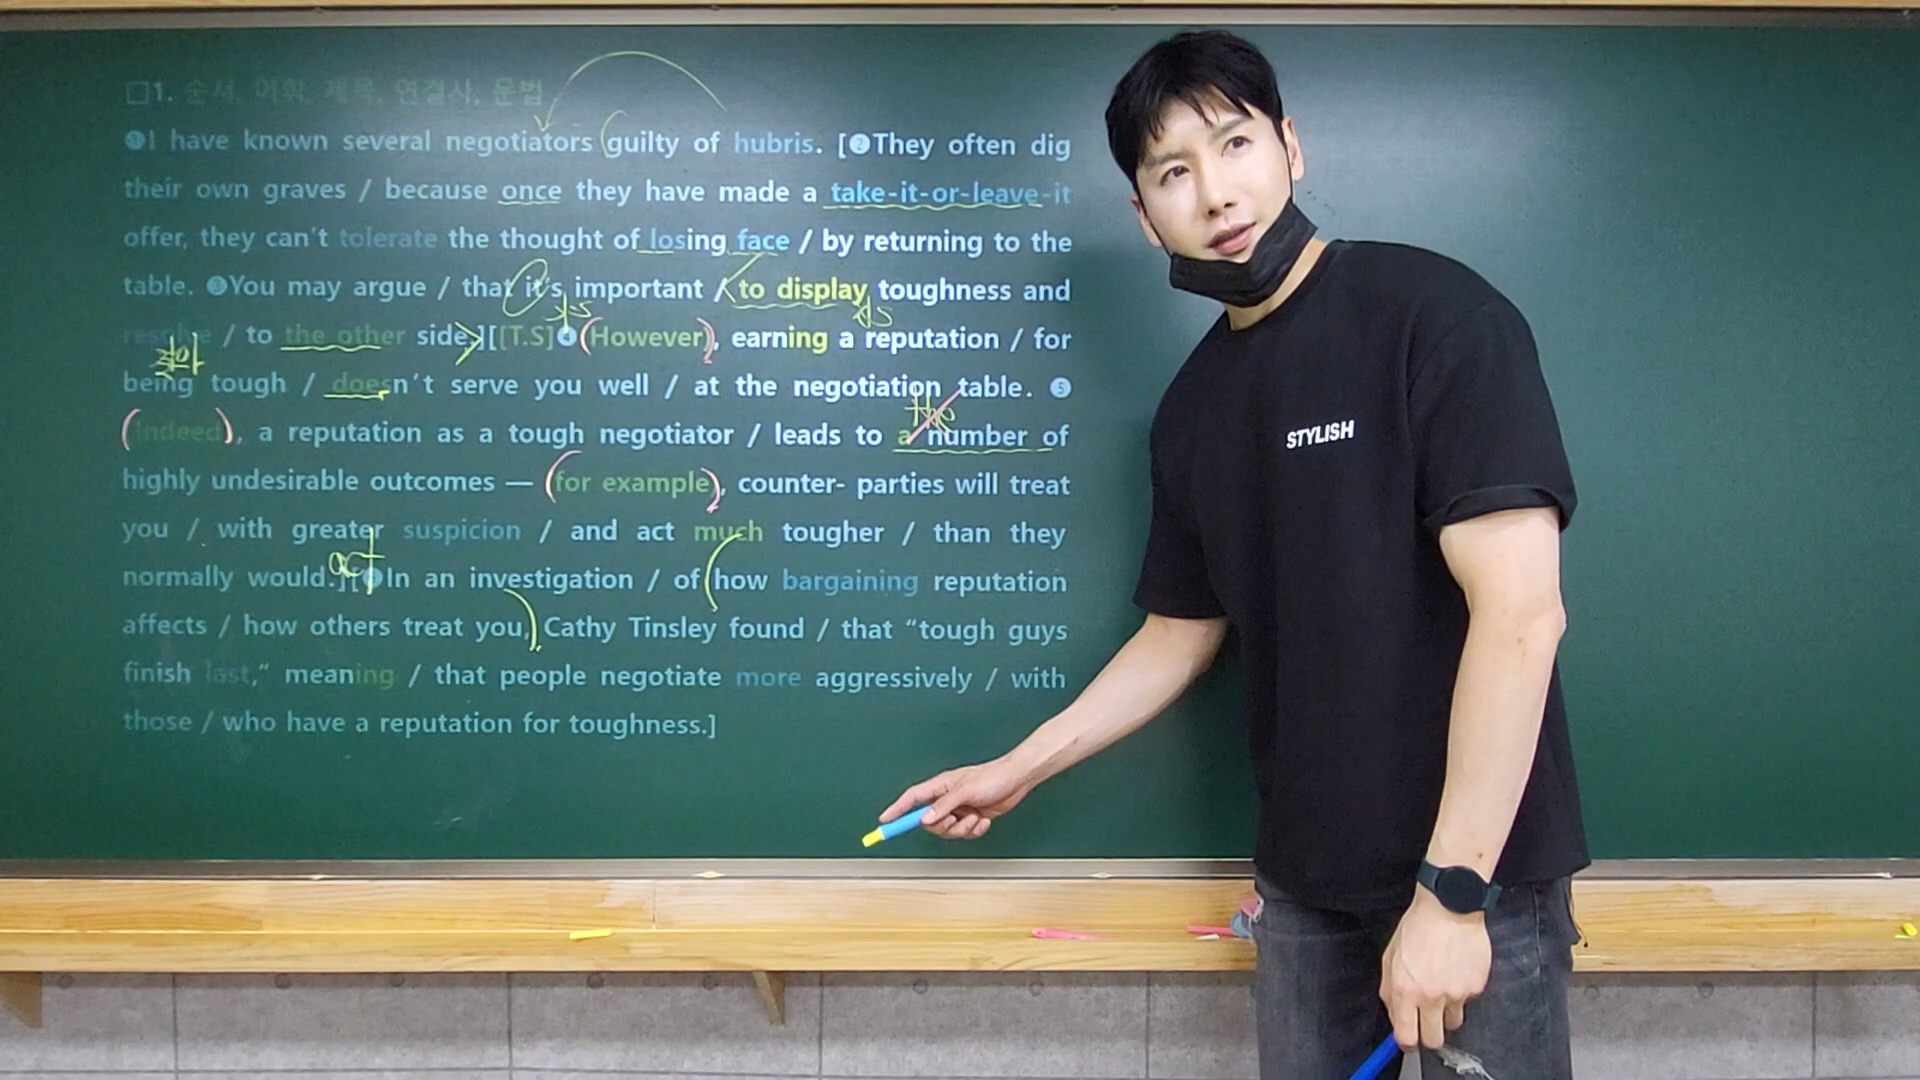 □1. 순서, 어휘, 제목, 연결사, 문법
❶I have known several negotiators guilty of hubris. [❷They often dig
their own graves / because once they have made a take-it-or-leave-it
offer, they can't tolerate the thought of losing face / by returning to the
table. ❸You may argue / that it's important / to display toughness and
resolve / to the other side.][[T.S]❹(However), earning a reputation / for
being tough / doesn't serve you well / at the negotiation table. ❺
(Indeed), a reputation as a tough negotiator / leads to a number of
the
highly undesirable outcomes — (for example), counter- parties will treat
you / with greater suspicion / and act much tougher / than they
normally would.][❻In an investigation / of (how bargaining reputation
act
affects / how others treat you,) Cathy Tinsley found / that “tough guys
finish last,” meaning / that people negotiate more aggressively / with
those / who have a reputation for toughness.]
STYLISH